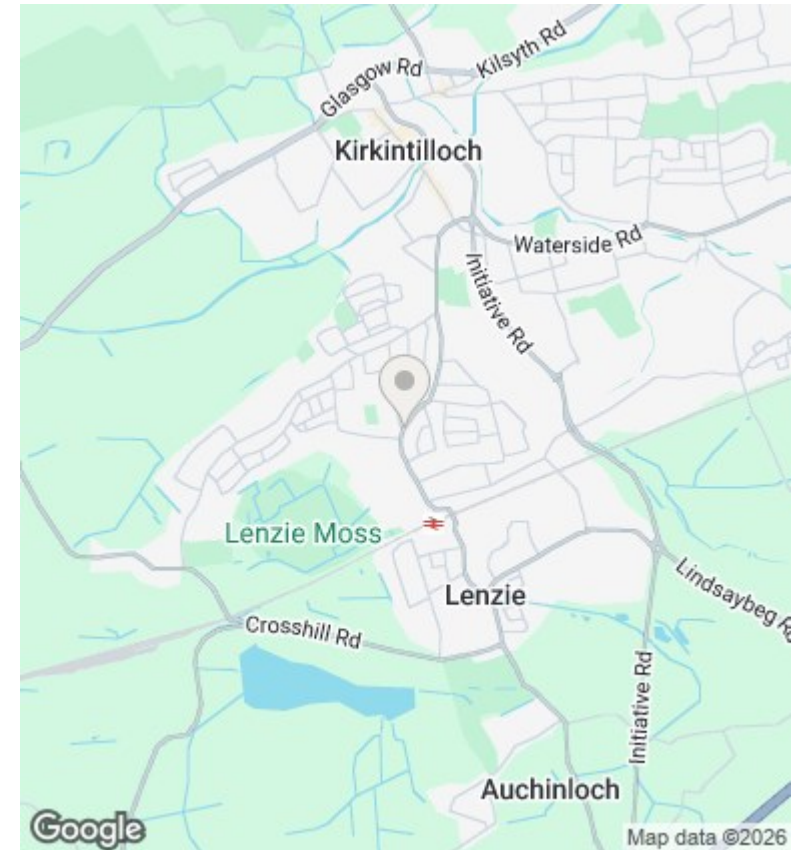 Kilsyth Rd
Glasgow Rd
Kirkintilloch
Waterside Rd
Initiative Rd
Lenzie Moss
Lenzie
Lindsaybeg Rd
Crosshill Rd
Initiative Rd
Auchinloch
Google
Map data ©2026